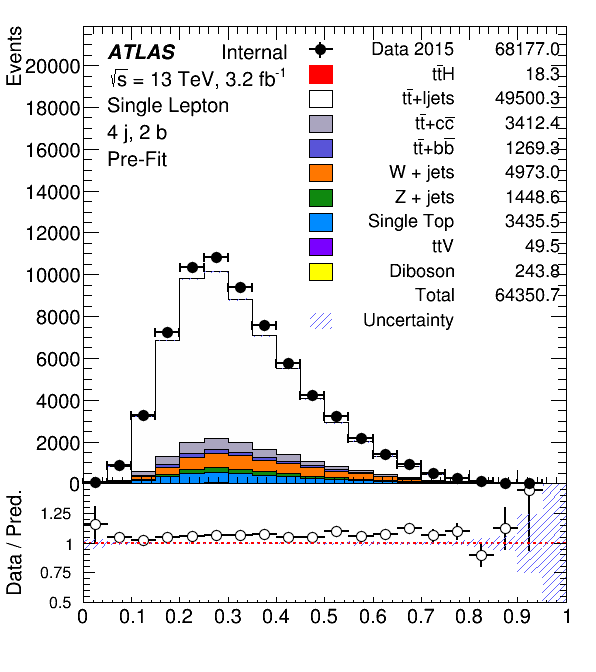 Events
20000
18000
16000
14000
12000
10000
8000
6000
4000
2000
0
ATLAS Internal
√s = 13 TeV, 3.2 fb⁻¹
Single Lepton
4 j, 2 b
Pre-Fit
Data 2015 68177.0
tt̄H 18.3
tt̄+ljets 49500.3
tt̄+cc̄ 3412.4
tt̄+bb̄ 1269.3
W + jets 4973.0
Z + jets 1448.6
Single Top 3435.5
ttV 49.5
Diboson 243.8
Total 64350.7
Uncertainty
Data / Pred.
1.25
1
0.75
0.5
0 0.1 0.2 0.3 0.4 0.5 0.6 0.7 0.8 0.9 1